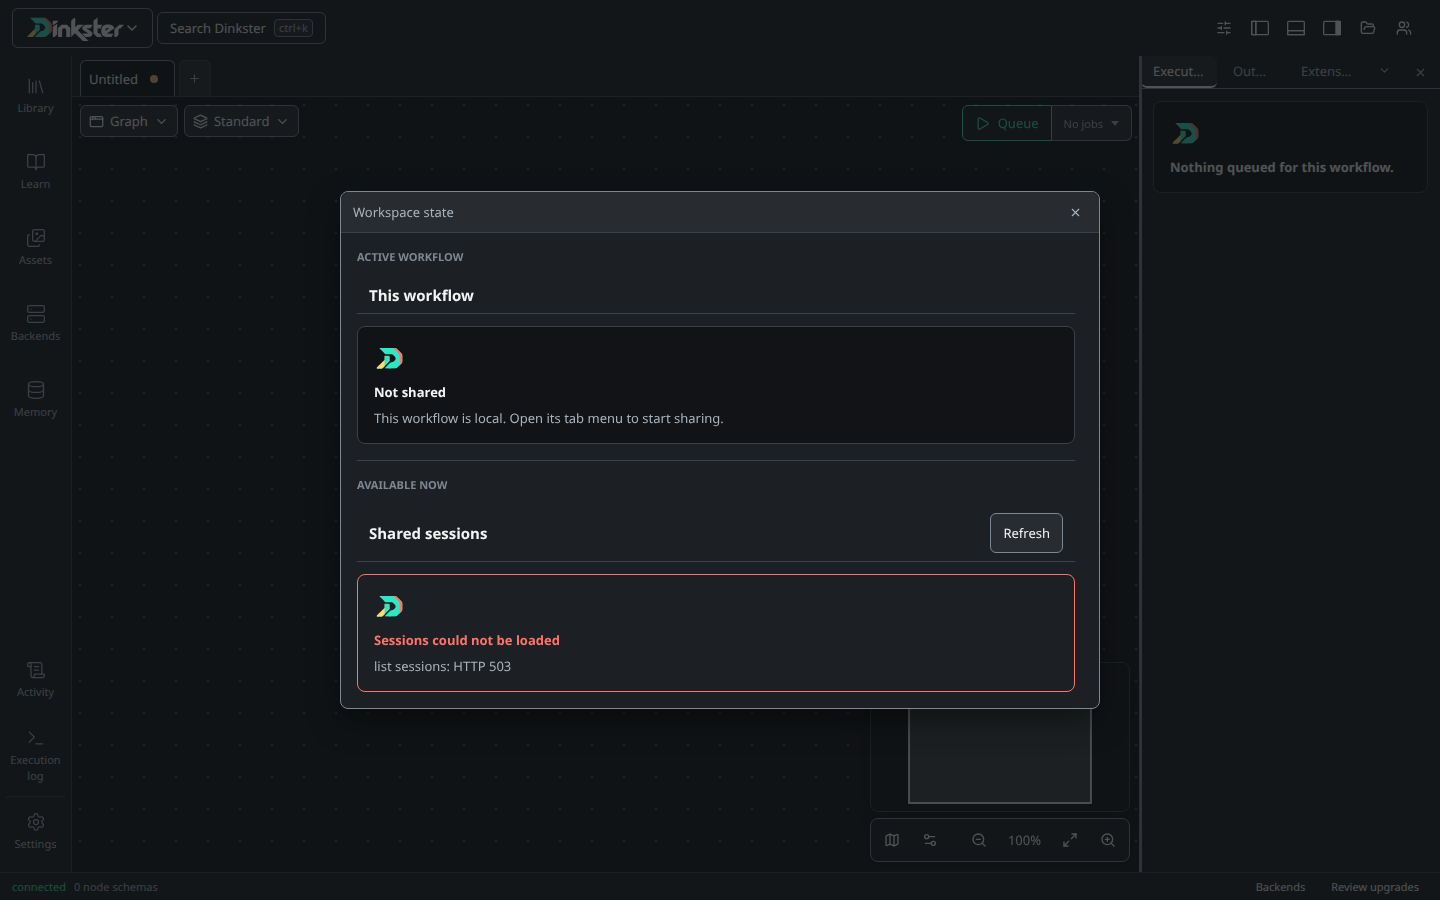 Dinkster
Search Dinkster ctrl+k
Untitled
+
Execut...
Out...
Extens...
Library
Learn
Assets
Backends
Memory
Activity
Execution
log
Settings
Graph
Standard
Queue
No jobs
Nothing queued for this workflow.
Workspace state
ACTIVE WORKFLOW
This workflow
Not shared
This workflow is local. Open its tab menu to start sharing.
AVAILABLE NOW
Shared sessions
Refresh
Sessions could not be loaded
list sessions: HTTP 503
100%
connected 0 node schemas
Backends
Review upgrades